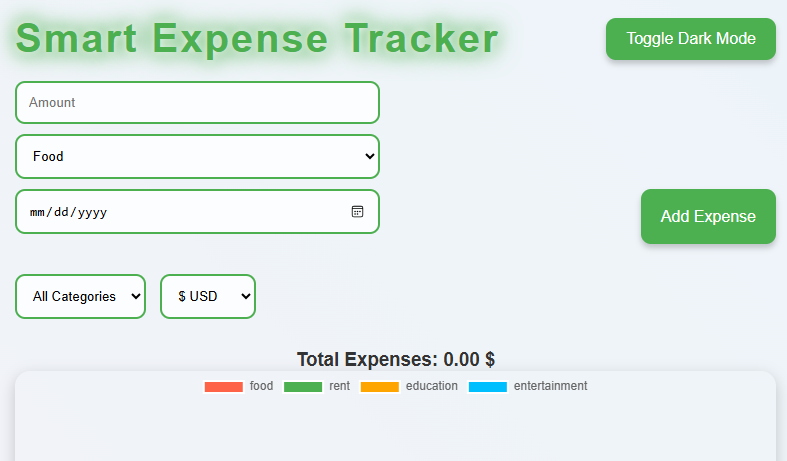 Smart Expense Tracker
Toggle Dark Mode
Amount
Food
mm/dd/yyyy
Add Expense
All Categories
$ USD
Total Expenses: 0.00 $
food rent education entertainment